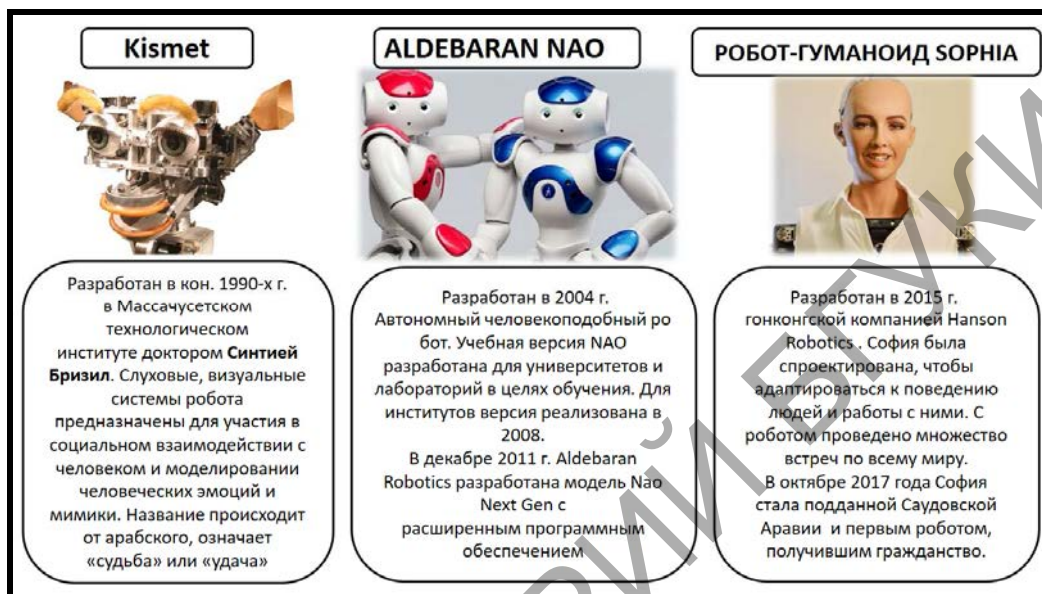 Kismet
Разработан в кон. 1990-х г.
в Массачусетском
технологическом
институте доктором Синтией
Бризил. Слуховые, визуальные
системы робота
предназначены для участия в
социальном взаимодействии с
человеком и моделировании
человеческих эмоций и
мимики. Название происходит
от арабского, означает
«судьба» или «удача»
ALDEBARAN NAO
Разработан в 2004 г.
Автономный человекоподобный ро
бот. Учебная версия NAO
разработана для университетов и
лабораторий в целях обучения. Для
институтов версия реализована в
2008.
В декабре 2011 г. Aldebaran
Robotics разработана модель Nao
Next Gen с
расширенным программным
обеспечением
РОБОТ-ГУМАНОИД SOPHIA
Разработан в 2015 г.
гонконгской компанией Hanson
Robotics . София была
спроектирована, чтобы
адаптироваться к поведению
людей и работы с ними. С
роботом проведено множество
встреч по всему миру.
В октябре 2017 года София
стала подданной Саудовской
Аравии и первым роботом,
получившим гражданство.
РИЙ БГУКИ